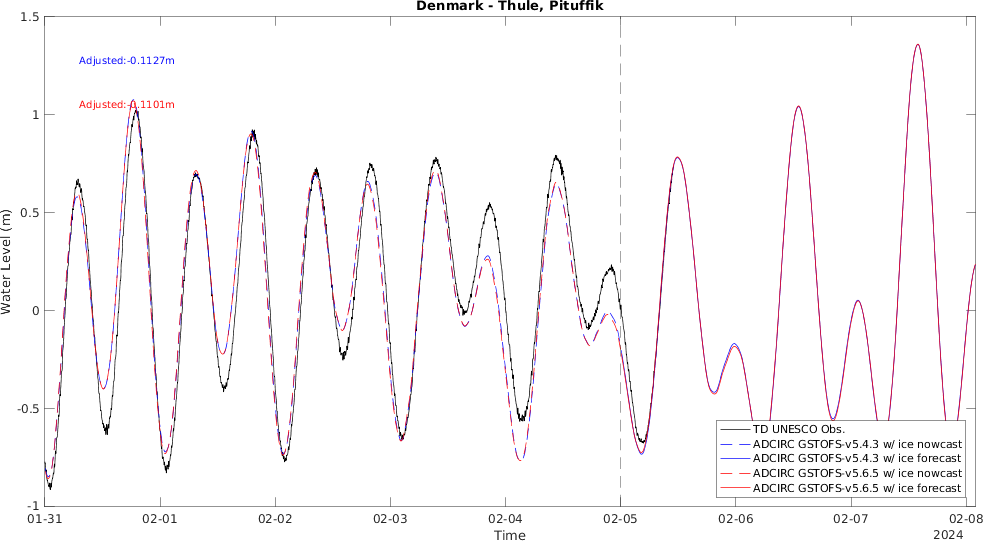 Denmark - Thule, Pituffik
Adjusted:-0.1127m
Adjusted:-0.1101m
1.5
1
0.5
0
-0.5
-1
Water Level (m)
TD UNESCO Obs.
ADCIRC GSTOFS-v5.4.3 w/ ice nowcast
ADCIRC GSTOFS-v5.4.3 w/ ice forecast
ADCIRC GSTOFS-v5.6.5 w/ ice nowcast
ADCIRC GSTOFS-v5.6.5 w/ ice forecast
01-31 02-01 02-02 02-03 02-04 02-05 02-06 02-07 02-08
Time
2024